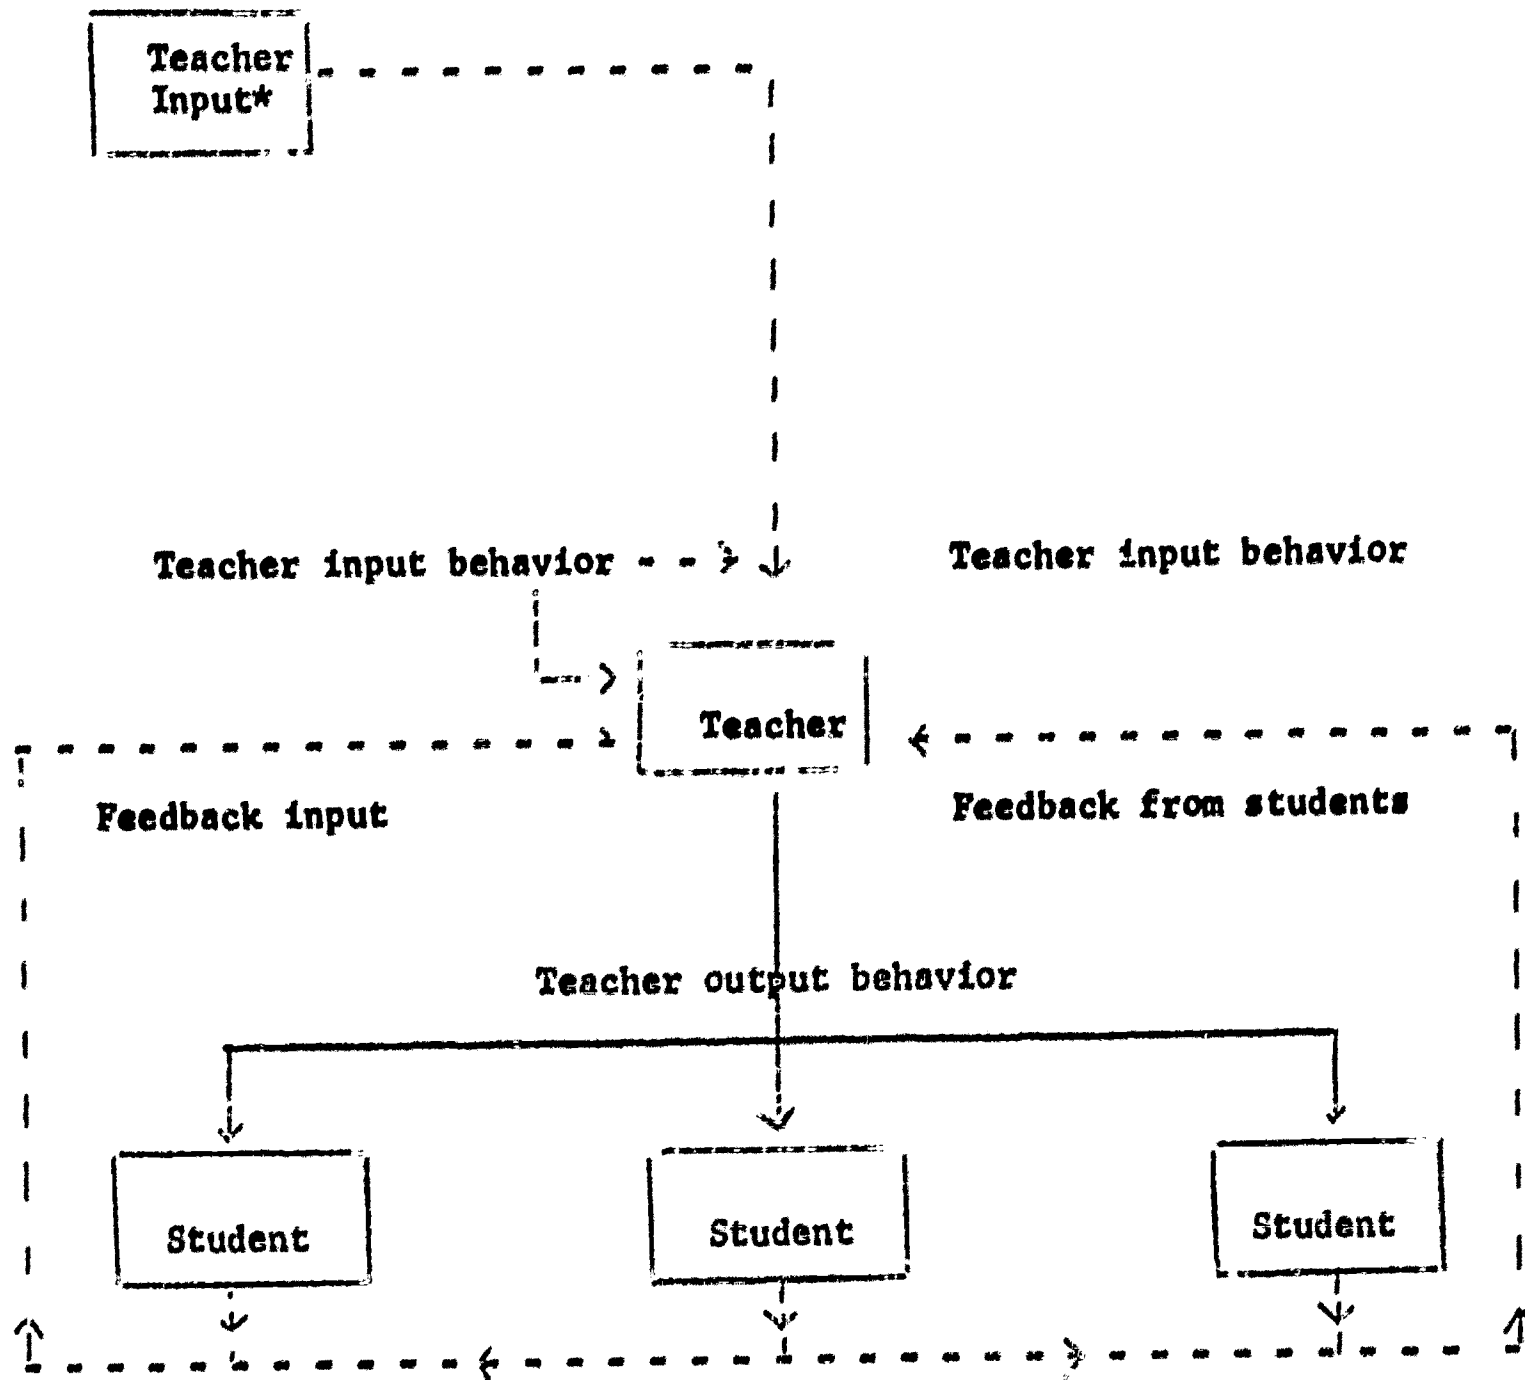 Teacher
Input*
Teacher input behavior
Teacher input behavior
Teacher
Feedback input
Feedback from students
Teacher output behavior
Student
Student
Student